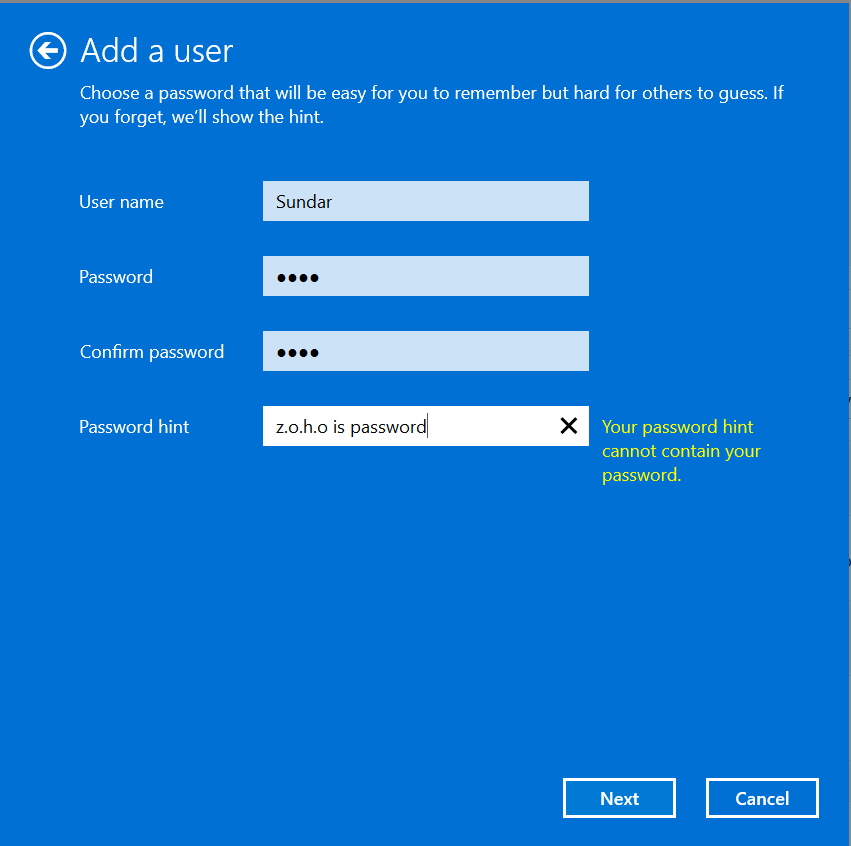 Add a user
Choose a password that will be easy for you to remember but hard for others to guess. If
you forget, we'll show the hint.
User name
Sundar
Password
●●●●
Confirm password
●●●●
Password hint
z.o.h.o is password
Your password hint
cannot contain your
password.
Next
Cancel